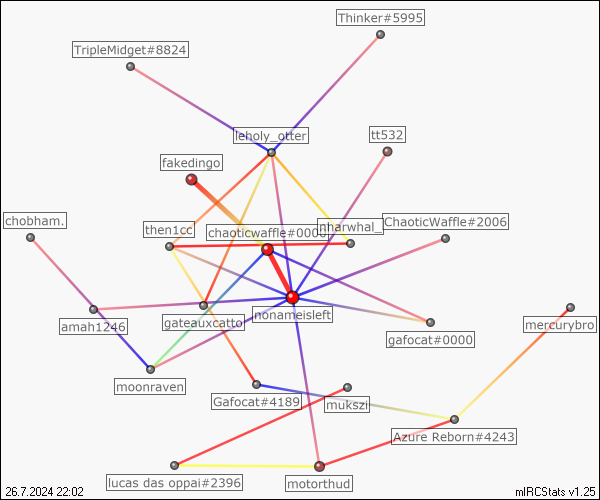 Thinker#5995
TripleMidget#8824
leholy_otter
tt532
fakedingo
chobham.
then1cc
chaoticwaffle#0000
nharwhal_
ChaoticWaffle#2006
amah1246
gateauxcatto
nonameisleft
gafocat#0000
mercurybro
moonraven
Gafocat#4189
mukszi
Azure Reborn#4243
lucas das oppai#2396
motorthud
26.7.2024 22:02
mIRCStats v1.25